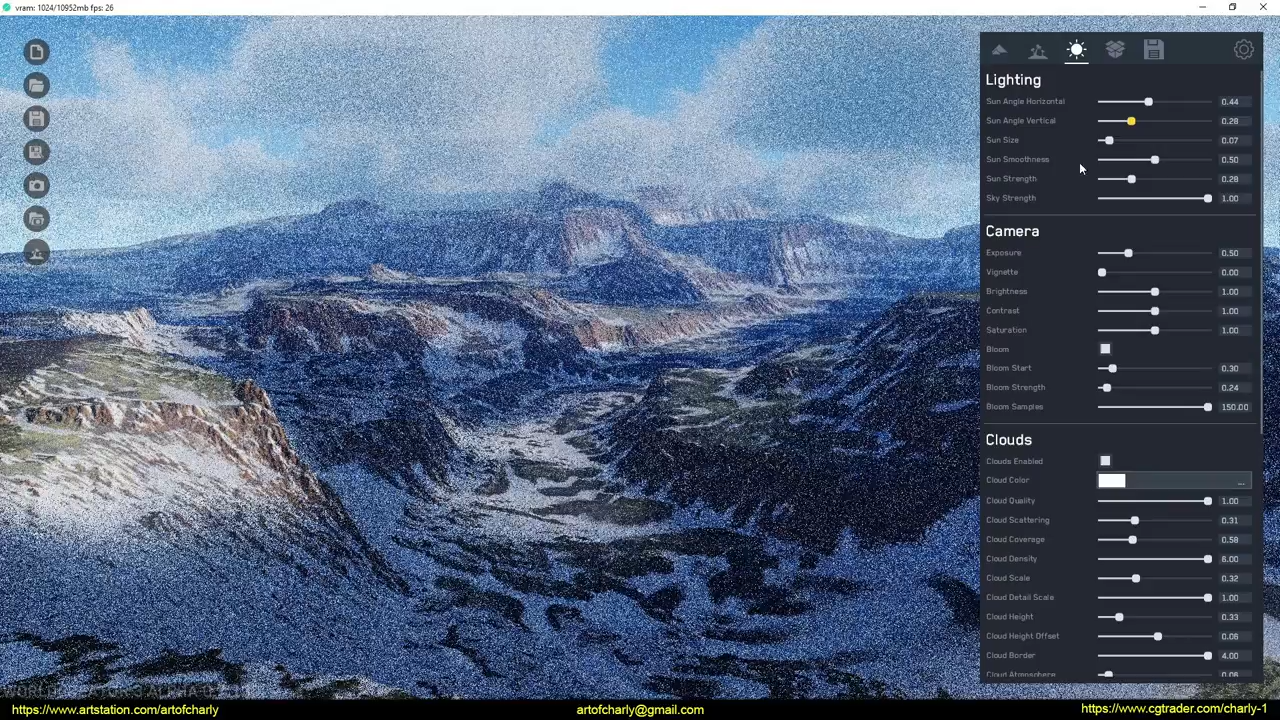 vram: 1024/10952mb fps: 26
Lighting
Sun Angle Horizontal 0.44
Sun Angle Vertical 0.28
Sun Size 0.07
Sun Smoothness 0.50
Sun Strength 0.28
Sky Strength 1.00
Camera
Exposure 0.50
Vignette 0.00
Brightness 1.00
Contrast 1.00
Saturation 1.00
Bloom
Bloom Start 0.30
Bloom Strength 0.24
Bloom Samples 150.00
Clouds
Clouds Enabled
Cloud Color ...
Cloud Quality 1.00
Cloud Scattering 0.31
Cloud Coverage 0.58
Cloud Density 6.00
Cloud Scale 0.32
Cloud Detail Scale 1.00
Cloud Height 0.33
Cloud Height Offset 0.06
Cloud Border 4.00
Cloud Atmosphere 0.06
https://www.artstation.com/artofcharly artofcharly@gmail.com https://www.cgtrader.com/charly-1